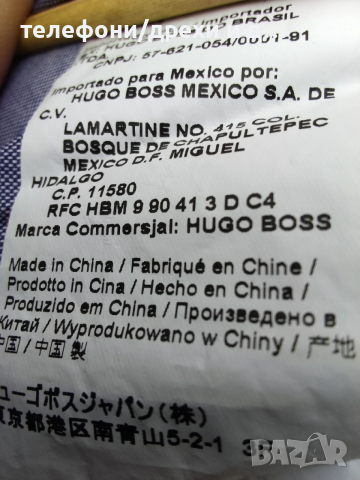 телефони/дрехи
Importador
HUG BRASIL
TDA.
CNPJ: 57-621-054/0001-91
Importado para Mexico por:
HUGO BOSS MEXICO S.A. DE
C.V.
LAMARTINE NO. 415 COL.
BOSQUE DE CHAPULTEPEC
MEXICO D.F. MIGUEL
HIDALGO
C.P. 11580
RFC HBM 9 90 41 3 D C4
Marca Commersjal: HUGO BOSS
Made in China / Fabriqué en Chine /
Prodotto in Cina / Hecho en China /
Produzido em China / Произведено в
Китай / Wyprodukowano w Chiny / 产地
中国 / 中国製
ューゴボスジャパン(株)
東京都港区南青山5-2-1
bazar